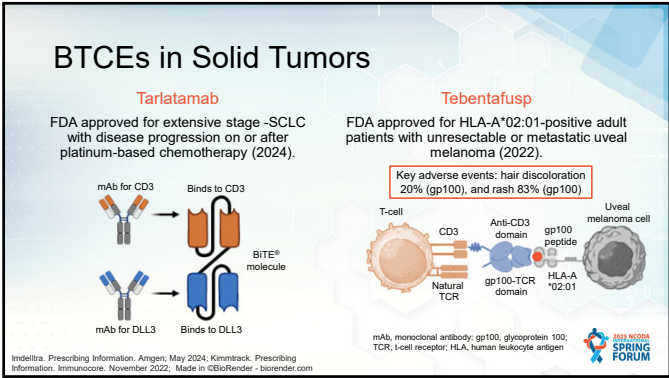 BTCEs in Solid Tumors
Tarlatamab
FDA approved for extensive stage -SCLC
with disease progression on or after
platinum-based chemotherapy (2024).
mAb for CD3
Binds to CD3
BiTE®
molecule
mAb for DLL3
Binds to DLL3
Tebentafusp
FDA approved for HLA-A*02:01-positive adult
patients with unresectable or metastatic uveal
melanoma (2022).
Key adverse events: hair discoloration
20% (gp100), and rash 83% (gp100)
T-cell
CD3
Natural
TCR
Anti-CD3
domain
gp100-TCR
domain
gp100
peptide
HLA-A
*02:01
Uveal
melanoma cell
mAb, monoclonal antibody; gp100, glycoprotein 100;
TCR, t-cell receptor; HLA, human leukocyte antigen
Imdelltra. Prescribing Information. Amgen; May 2024; Kimmtrack. Prescribing
Information. Immunocore. November 2022; Made in ©BioRender - biorender.com
2025 NCODA
INTERNATIONAL
SPRING
FORUM